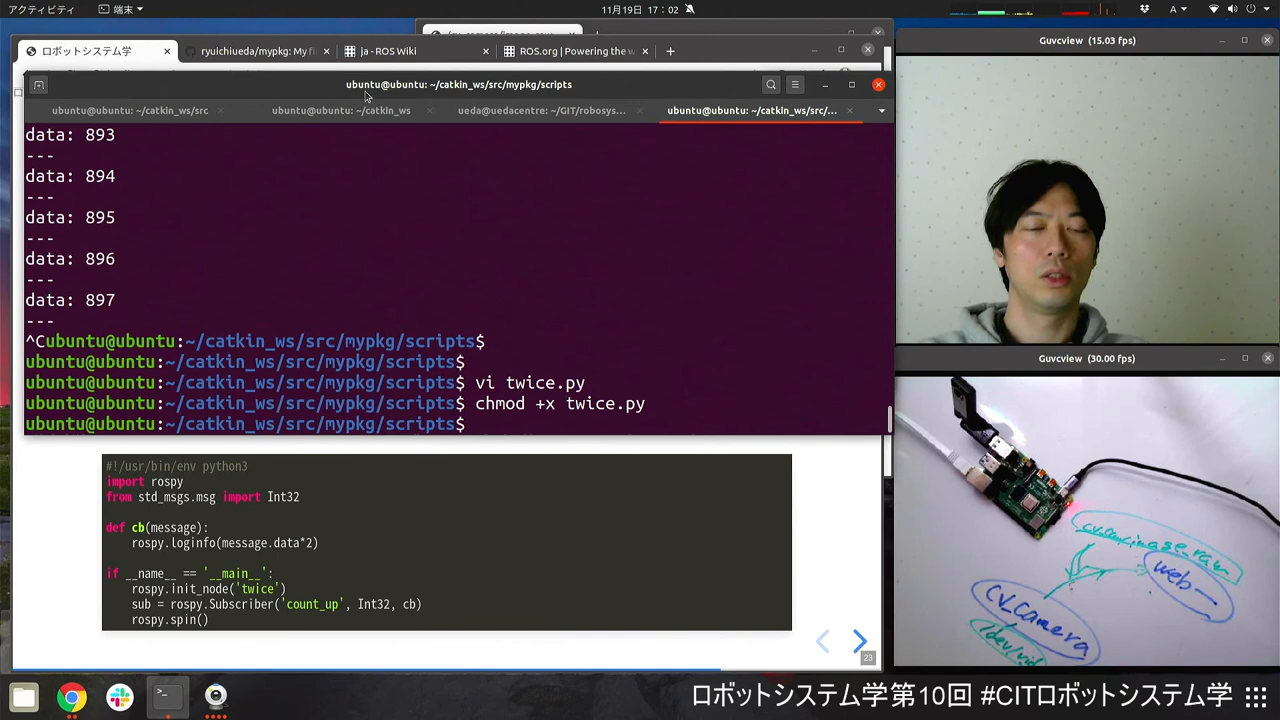 アクティビティ
端末
11月19日 17:02
A
ロボットシステム学
ryuichiueda/mypkg: My fi
ja - ROS Wiki
ROS.org | Powering the w
ubuntu@ubuntu: ~/catkin_ws/src/mypkg/scripts
ubuntu@ubuntu: ~/catkin_ws/src
ubuntu@ubuntu: ~/catkin_ws
ueda@uedacentre: ~/GIT/robosys...
ubuntu@ubuntu: ~/catkin_ws/src/...
data: 893
---
data: 894
---
data: 895
---
data: 896
---
data: 897
---
^Cubuntu@ubuntu:~/catkin_ws/src/mypkg/scripts$
ubuntu@ubuntu:~/catkin_ws/src/mypkg/scripts$
ubuntu@ubuntu:~/catkin_ws/src/mypkg/scripts$ vi twice.py
ubuntu@ubuntu:~/catkin_ws/src/mypkg/scripts$ chmod +x twice.py
ubuntu@ubuntu:~/catkin_ws/src/mypkg/scripts$
#!/usr/bin/env python3
import rospy
from std_msgs.msg import Int32
def cb(message):
rospy.loginfo(message.data*2)
if __name__ == '__main__':
rospy.init_node('twice')
sub = rospy.Subscriber('count_up', Int32, cb)
rospy.spin()
23
Guvcview (15.03 fps)
Guvcview (30.00 fps)
web
cv_camera
/dev/vid
ロボットシステム学第10回 #CITロボットシステム学